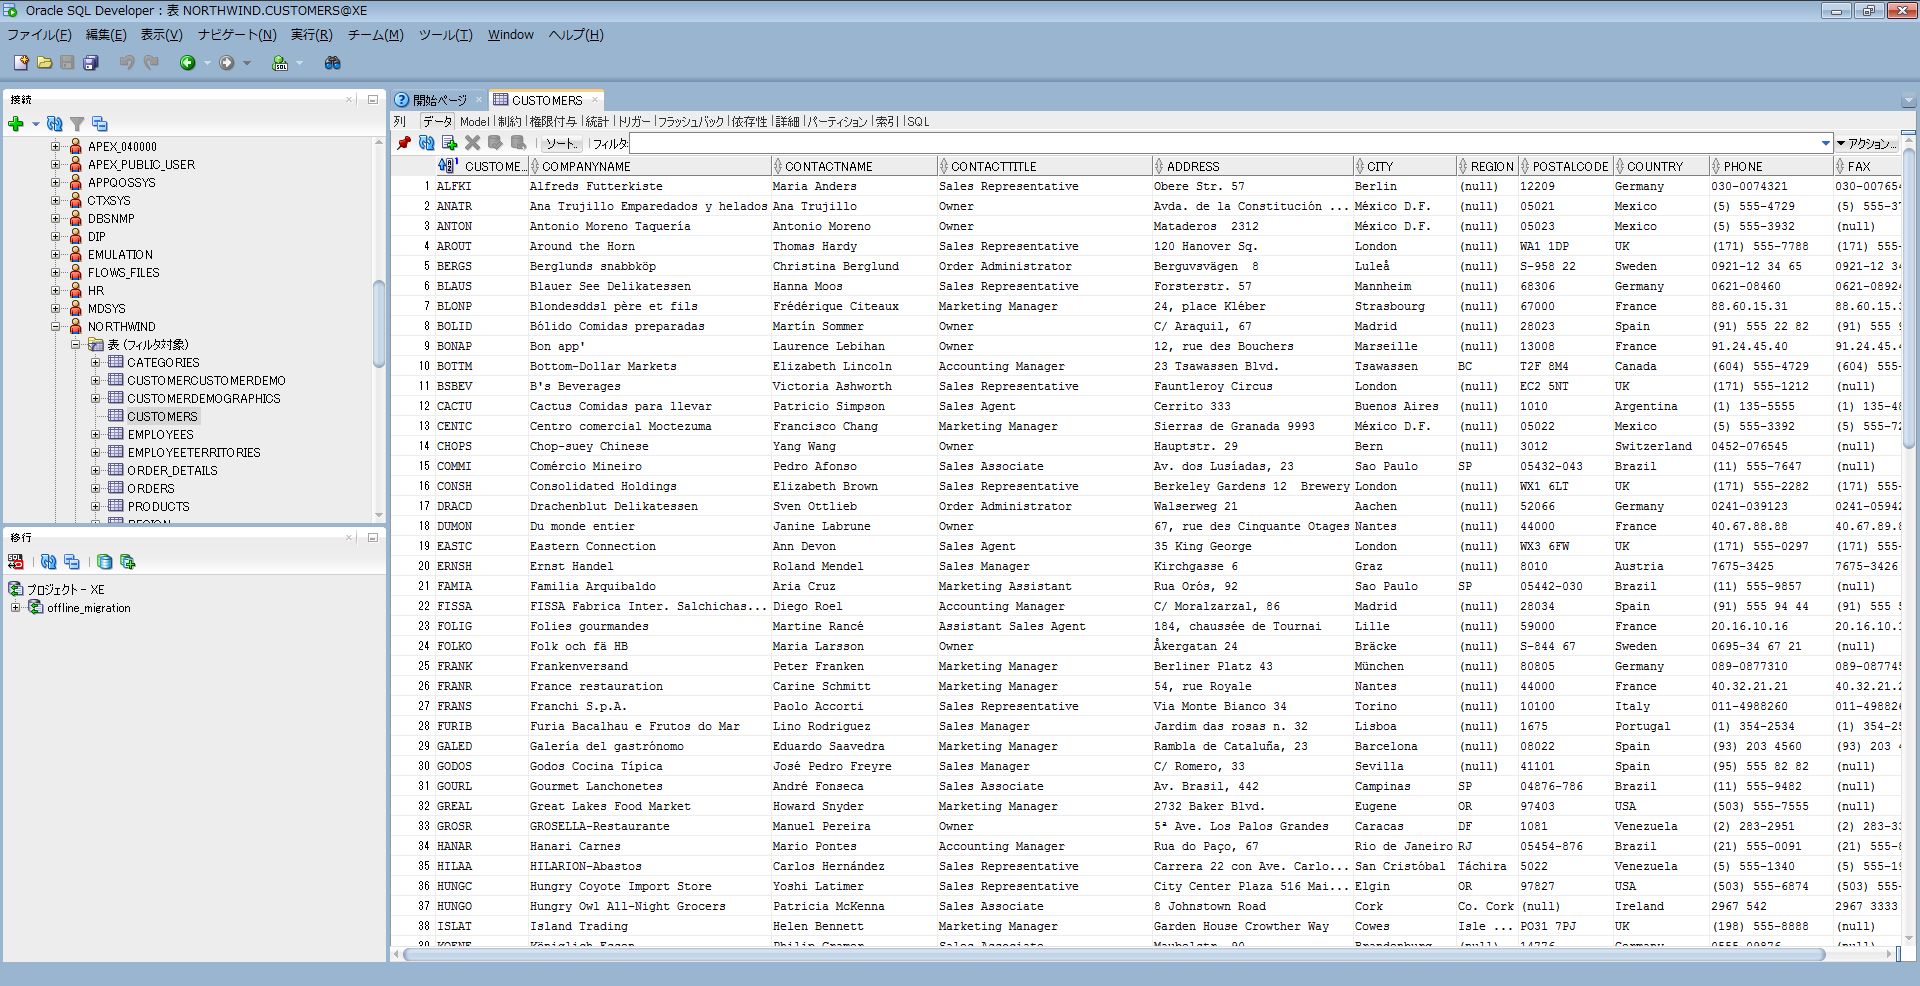 Oracle SQL Developer : 表 NORTHWIND.CUSTOMERS@XE
ファイル(F) 編集(E) 表示(V) ナビゲート(N) 実行(R) チーム(M) ツール(T) Window ヘルプ(H)
接続
APEX_040000
APEX_PUBLIC_USER
APPQOSSYS
CTXSYS
DBSNMP
DIP
EMULATION
FLOWS_FILES
HR
MDSYS
NORTHWIND
表 (フィルタ対象)
CATEGORIES
CUSTOMERCUSTOMERDEMO
CUSTOMERDEMOGRAPHICS
CUSTOMERS
EMPLOYEES
EMPLOYEETERRITORIES
ORDER_DETAILS
ORDERS
PRODUCTS
REGION
移行
プロジェクト - XE
offline_migration
開始ページ CUSTOMERS
列 データ Model 制約 権限付与 統計 トリガー フラッシュバック 依存性 詳細 パーティション 索引 SQL
ソート.. フィルタ: アクション...
CUSTOME... COMPANYNAME CONTACTNAME CONTACTTITLE ADDRESS CITY REGION POSTALCODE COUNTRY PHONE FAX
1 ALFKI Alfreds Futterkiste Maria Anders Sales Representative Obere Str. 57 Berlin (null) 12209 Germany 030-0074321 030-00765
2 ANATR Ana Trujillo Emparedados y helados Ana Trujillo Owner Avda. de la Constitución ... México D.F. (null) 05021 Mexico (5) 555-4729 (5) 555-3
3 ANTON Antonio Moreno Taquería Antonio Moreno Owner Mataderos  2312 México D.F. (null) 05023 Mexico (5) 555-3932 (null)
4 AROUT Around the Horn Thomas Hardy Sales Representative 120 Hanover Sq. London (null) WA1 1DP UK (171) 555-7788 (171) 555-
5 BERGS Berglunds snabbköp Christina Berglund Order Administrator Berguvsvägen  8 Luleå (null) S-958 22 Sweden 0921-12 34 65 0921-12 3
6 BLAUS Blauer See Delikatessen Hanna Moos Sales Representative Forsterstr. 57 Mannheim (null) 68306 Germany 0621-08460 0621-0892
7 BLONP Blondesddsl père et fils Frédérique Citeaux Marketing Manager 24, place Kléber Strasbourg (null) 67000 France 88.60.15.31 88.60.15.
8 BOLID Bólido Comidas preparadas Martín Sommer Owner C/ Araquil, 67 Madrid (null) 28023 Spain (91) 555 22 82 (91) 555
9 BONAP Bon app' Laurence Lebihan Owner 12, rue des Bouchers Marseille (null) 13008 France 91.24.45.40 91.24.45.
10 BOTTM Bottom-Dollar Markets Elizabeth Lincoln Accounting Manager 23 Tsawassen Blvd. Tsawassen BC T2F 8M4 Canada (604) 555-4729 (604) 555-
11 BSBEV B's Beverages Victoria Ashworth Sales Representative Fauntleroy Circus London (null) EC2 5NT UK (171) 555-1212 (null)
12 CACTU Cactus Comidas para llevar Patricio Simpson Sales Agent Cerrito 333 Buenos Aires (null) 1010 Argentina (1) 135-5555 (1) 135-4
13 CENTC Centro comercial Moctezuma Francisco Chang Marketing Manager Sierras de Granada 9993 México D.F. (null) 05022 Mexico (5) 555-3392 (5) 555-7
14 CHOPS Chop-suey Chinese Yang Wang Owner Hauptstr. 29 Bern (null) 3012 Switzerland 0452-076545 (null)
15 COMMI Comércio Mineiro Pedro Afonso Sales Associate Av. dos Lusíadas, 23 Sao Paulo SP 05432-043 Brazil (11) 555-7647 (null)
16 CONSH Consolidated Holdings Elizabeth Brown Sales Representative Berkeley Gardens 12  Brewery London (null) WX1 6LT UK (171) 555-2282 (171) 555-
17 DRACD Drachenblut Delikatessen Sven Ottlieb Order Administrator Walserweg 21 Aachen (null) 52066 Germany 0241-039123 0241-0594
18 DUMON Du monde entier Janine Labrune Owner 67, rue des Cinquante Otages Nantes (null) 44000 France 40.67.88.88 40.67.89.
19 EASTC Eastern Connection Ann Devon Sales Agent 35 King George London (null) WX3 6FW UK (171) 555-0297 (171) 555-
20 ERNSH Ernst Handel Roland Mendel Sales Manager Kirchgasse 6 Graz (null) 8010 Austria 7675-3425 7675-3426
21 FAMIA Familia Arquibaldo Aria Cruz Marketing Assistant Rua Orós, 92 Sao Paulo SP 05442-030 Brazil (11) 555-9857 (null)
22 FISSA FISSA Fabrica Inter. Salchichas... Diego Roel Accounting Manager C/ Moralzarzal, 86 Madrid (null) 28034 Spain (91) 555 94 44 (91) 555
23 FOLIG Folies gourmandes Martine Rancé Assistant Sales Agent 184, chaussée de Tournai Lille (null) 59000 France 20.16.10.16 20.16.10.
24 FOLKO Folk och fä HB Maria Larsson Owner Åkergatan 24 Bräcke (null) S-844 67 Sweden 0695-34 67 21 (null)
25 FRANK Frankenversand Peter Franken Marketing Manager Berliner Platz 43 München (null) 80805 Germany 089-0877310 089-08774
26 FRANR France restauration Carine Schmitt Marketing Manager 54, rue Royale Nantes (null) 44000 France 40.32.21.21 40.32.21.
27 FRANS Franchi S.p.A. Paolo Accorti Sales Representative Via Monte Bianco 34 Torino (null) 10100 Italy 011-4988260 011-49882
28 FURIB Furia Bacalhau e Frutos do Mar Lino Rodriguez Sales Manager Jardim das rosas n. 32 Lisboa (null) 1675 Portugal (1) 354-2534 (1) 354-2
29 GALED Galería del gastrónomo Eduardo Saavedra Marketing Manager Rambla de Cataluña, 23 Barcelona (null) 08022 Spain (93) 203 4560 (93) 203
30 GODOS Godos Cocina Típica José Pedro Freyre Sales Manager C/ Romero, 33 Sevilla (null) 41101 Spain (95) 555 82 82 (null)
31 GOURL Gourmet Lanchonetes André Fonseca Sales Associate Av. Brasil, 442 Campinas SP 04876-786 Brazil (11) 555-9482 (null)
32 GREAL Great Lakes Food Market Howard Snyder Marketing Manager 2732 Baker Blvd. Eugene OR 97403 USA (503) 555-7555 (null)
33 GROSR GROSELLA-Restaurante Manuel Pereira Owner 5ª Ave. Los Palos Grandes Caracas DF 1081 Venezuela (2) 283-2951 (2) 283-3
34 HANAR Hanari Carnes Mario Pontes Accounting Manager Rua do Paço, 67 Rio de Janeiro RJ 05454-876 Brazil (21) 555-0091 (21) 555-
35 HILAA HILARION-Abastos Carlos Hernández Sales Representative Carrera 22 con Ave. Carlo... San Cristóbal Táchira 5022 Venezuela (5) 555-1340 (5) 555-1
36 HUNGC Hungry Coyote Import Store Yoshi Latimer Sales Representative City Center Plaza 516 Mai... Elgin OR 97827 USA (503) 555-6874 (503) 555-
37 HUNGO Hungry Owl All-Night Grocers Patricia McKenna Sales Associate 8 Johnstown Road Cork Co. Cork (null) Ireland 2967 542 2967 3333
38 ISLAT Island Trading Helen Bennett Marketing Manager Garden House Crowther Way Cowes Isle ... PO31 7PJ UK (198) 555-8888 (null)